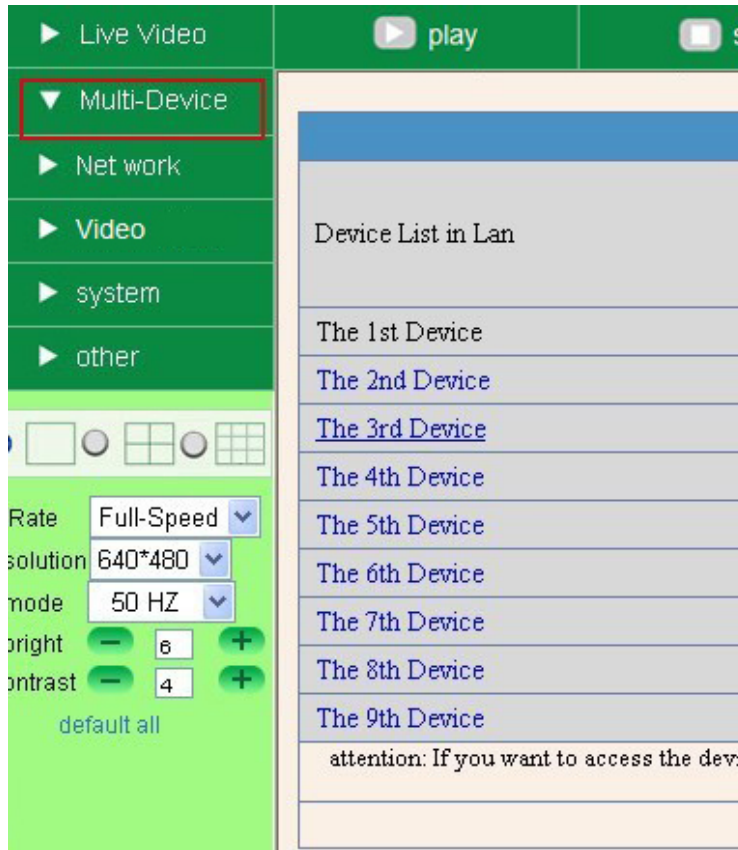 Live Video
Multi-Device
Net work
Video
system
other
Rate Full-Speed
solution 640*480
mode 50 HZ
bright 6
ontrast 4
default all
play
Device List in Lan
The 1st Device
The 2nd Device
The 3rd Device
The 4th Device
The 5th Device
The 6th Device
The 7th Device
The 8th Device
The 9th Device
attention: If you want to access the devi